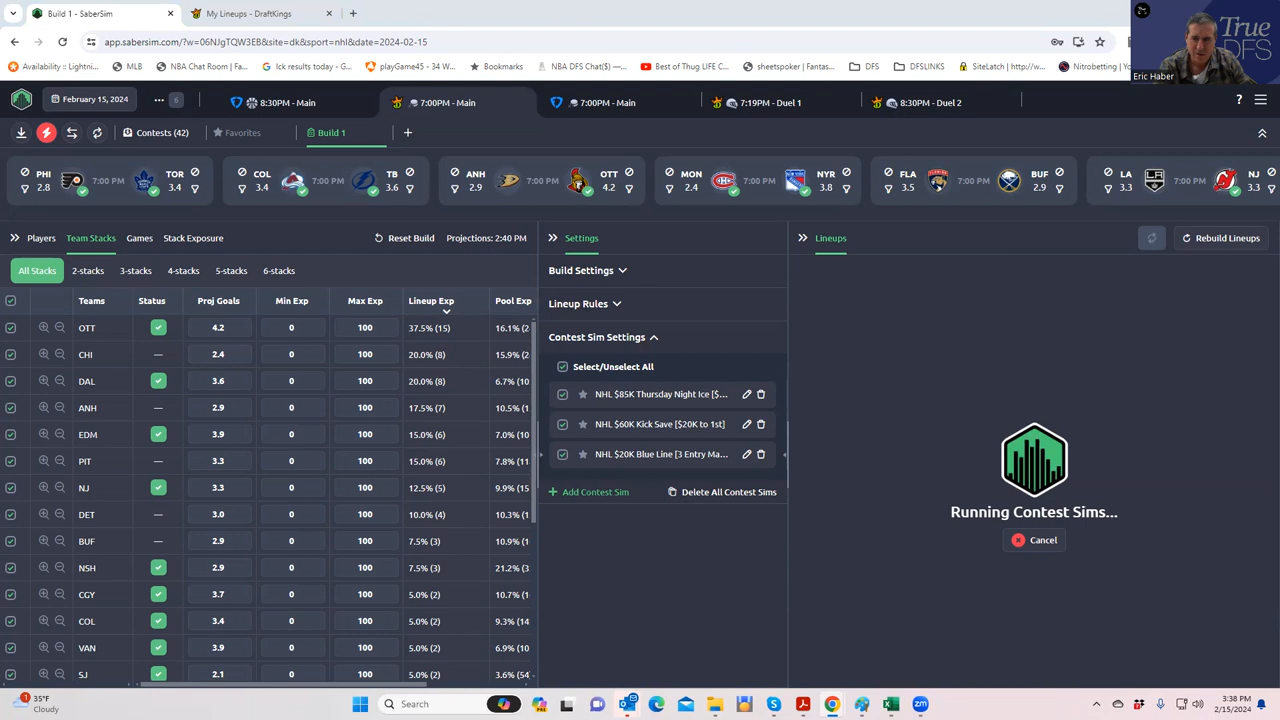 Build 1 - SaberSim
My Lineups - DraftKings
app.sabersim.com/?w=06NJgTQW3EB&site=dk&sport=nhl&date=2024-02-15
Availability :: Lightni...
MLB
NBA Chat Room | Fa...
Ick results today - G...
playGame45 - 34 W...
Bookmarks
NBA DFS Chat($) —...
Best of Thug LIFE C...
sheetspoker | Fantas...
DFS
DFSLINKS
SiteLatch | http://w...
Nitrobetting | Your...
True
DFS
Eric Haber
February 15, 2024
6
8:30PM - Main
7:00PM - Main
7:00PM - Main
7:19PM - Duel 1
8:30PM - Duel 2
?
Contests (42)
Favorites
Build 1
PHI 2.8 7:00 PM TOR 3.4
COL 3.4 7:00 PM TB 3.6
ANH 2.9 7:00 PM OTT 4.2
MON 2.4 7:00 PM NYR 3.8
FLA 3.5 7:00 PM BUF 2.9
LA 3.3 7:00 PM NJ 3.3
Players
Team Stacks
Games
Stack Exposure
Reset Build
Projections: 2:40 PM
All Stacks
2-stacks
3-stacks
4-stacks
5-stacks
6-stacks
Teams Status Proj Goals Min Exp Max Exp Lineup Exp Pool Exp
OTT 4.2 0 100 37.5% (15) 16.1% (2
CHI — 2.4 0 100 20.0% (8) 15.9% (2
DAL 3.6 0 100 20.0% (8) 6.7% (10
ANH — 2.9 0 100 17.5% (7) 10.5% (1
EDM 3.9 0 100 15.0% (6) 7.0% (10
PIT — 3.3 0 100 15.0% (6) 7.8% (11
NJ 3.3 0 100 12.5% (5) 9.9% (15
DET — 3.0 0 100 10.0% (4) 10.3% (1
BUF — 2.9 0 100 7.5% (3) 10.9% (1
NSH 2.9 0 100 7.5% (3) 21.2% (3
CGY 3.7 0 100 5.0% (2) 10.7% (1
COL 3.4 0 100 5.0% (2) 9.3% (14
VAN 3.9 0 100 5.0% (2) 6.9% (10
SJ 2.1 0 100 5.0% (2) 3.6% (54
Settings
Build Settings
Lineup Rules
Contest Sim Settings
Select/Unselect All
NHL $85K Thursday Night Ice [$...
NHL $60K Kick Save [$20K to 1st]
NHL $20K Blue Line [3 Entry Ma...
Add Contest Sim
Delete All Contest Sims
Lineups
Rebuild Lineups
Running Contest Sims...
Cancel
1
35°F
Cloudy
Search
3:38 PM
2/15/2024